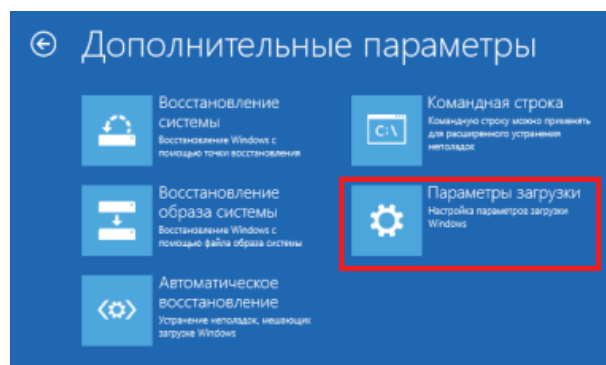 Дополнительные параметры
Восстановление
системы
Восстановление Windows с
помощью точки восстановления
Восстановление
образа системы
Восстановление Windows с
помощью файла образа системы
Автоматическое
восстановление
Устранение неполадок, мешающих
загрузке Windows
C:\
Командная строка
Командную строку можно применять
для расширенного устранения
неполадок
Параметры загрузки
Настройка параметров загрузки
Windows